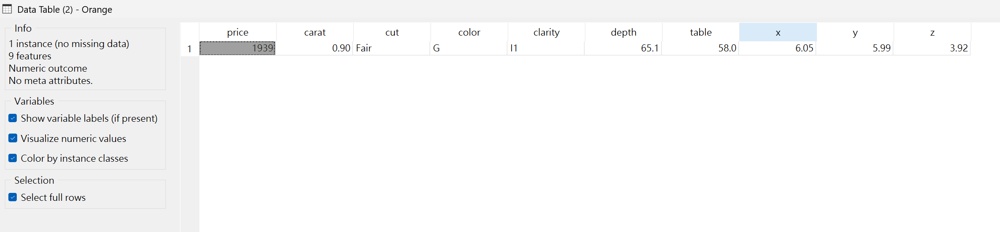 Data Table (2) - Orange
Info
1 instance (no missing data)
9 features
Numeric outcome
No meta attributes.
Variables
Show variable labels (if present)
Visualize numeric values
Color by instance classes
Selection
Select full rows
price carat cut color clarity depth table x y z
1 1939 0.90 Fair G I1 65.1 58.0 6.05 5.99 3.92